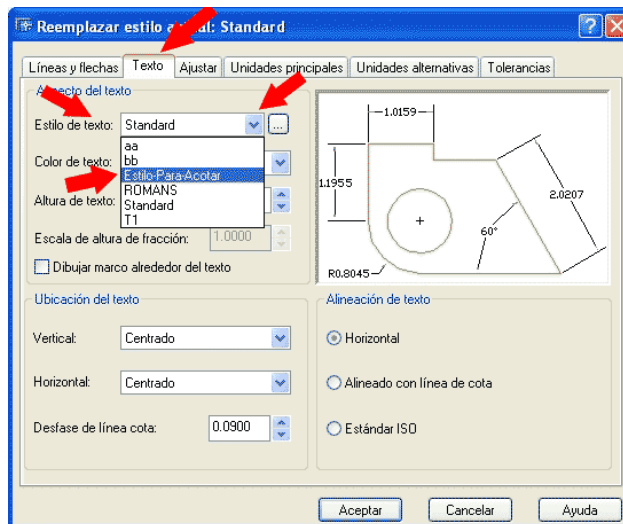 Reemplazar estilo a al: Standard
Líneas y flechas Texto Ajustar Unidades principales Unidades alternativas Tolerancias
A ecto del texto
Estilo de texto: Standard ...
aa
bb
Estilo-Para-Acotar
ROMANS
Standard
T1
Color de texto:
Altura de texto:
Escala de altura de fracción: 1.0000
Dibujar marco alrededor del texto
1.0159
1.1955
2.0207
60°
R0.8045
Ubicación del texto
Vertical: Centrado
Horizontal: Centrado
Desfase de línea cota: 0.0900
Alineación de texto
Horizontal
Alineado con línea de cota
Estándar ISO
Aceptar Cancelar Ayuda